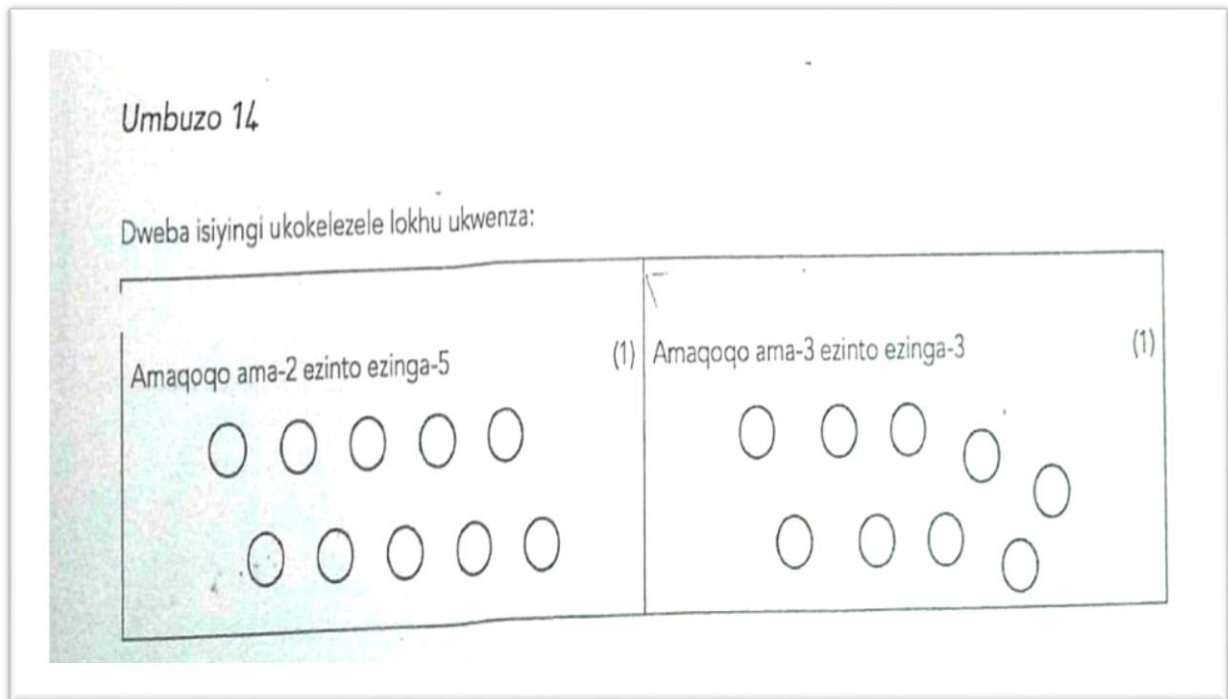 Umbuzo 14
Dweba isiyingi ukokelezele lokhu ukwenza:
Amaqoqo ama-2 ezinto ezinga-5 (1)
Amaqoqo ama-3 ezinto ezinga-3 (1)